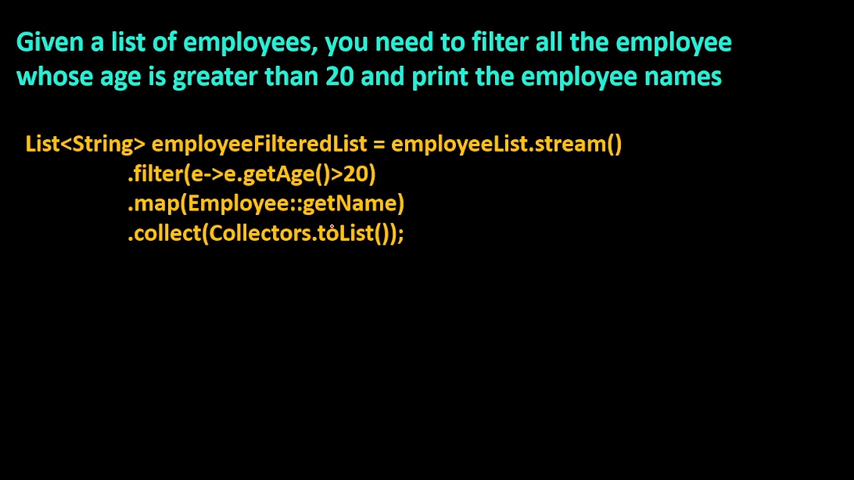 Given a list of employees, you need to filter all the employee
whose age is greater than 20 and print the employee names
List<String> employeeFilteredList = employeeList.stream()
.filter(e->e.getAge()>20)
.map(Employee::getName)
.collect(Collectors.toList());